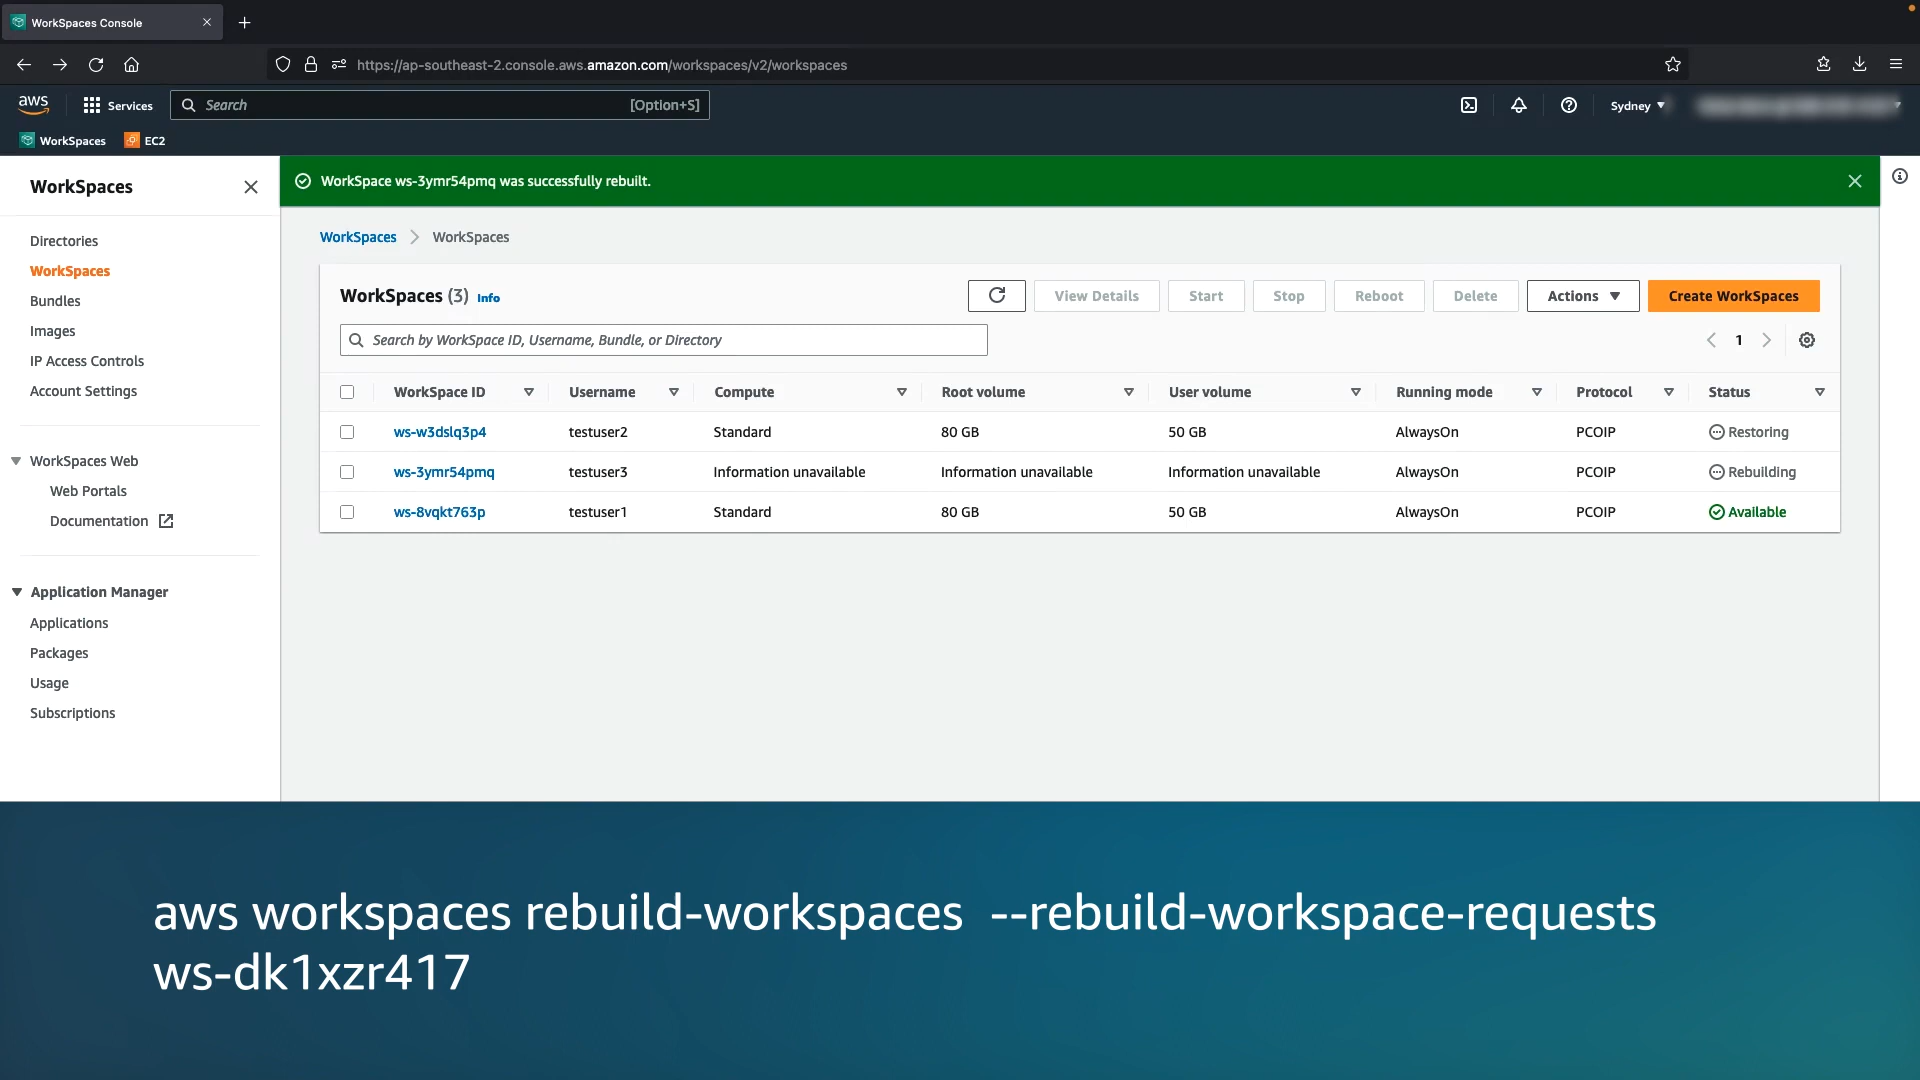 WorkSpaces Console
https://ap-southeast-2.console.aws.amazon.com/workspaces/v2/workspaces
aws Services Search [Option+S] Sydney
WorkSpaces EC2
WorkSpaces
WorkSpace ws-3ymr54pmq was successfully rebuilt.
Directories
WorkSpaces
Bundles
Images
IP Access Controls
Account Settings
WorkSpaces Web
Web Portals
Documentation
Application Manager
Applications
Packages
Usage
Subscriptions
WorkSpaces WorkSpaces
WorkSpaces (3) Info View Details Start Stop Reboot Delete Actions Create WorkSpaces
Search by WorkSpace ID, Username, Bundle, or Directory 1
WorkSpace ID Username Compute Root volume User volume Running mode Protocol Status
ws-w3dslq3p4 testuser2 Standard 80 GB 50 GB AlwaysOn PCOIP Restoring
ws-3ymr54pmq testuser3 Information unavailable Information unavailable Information unavailable AlwaysOn PCOIP Rebuilding
ws-8vqkt763p testuser1 Standard 80 GB 50 GB AlwaysOn PCOIP Available
aws workspaces rebuild-workspaces --rebuild-workspace-requests
ws-dk1xzr417